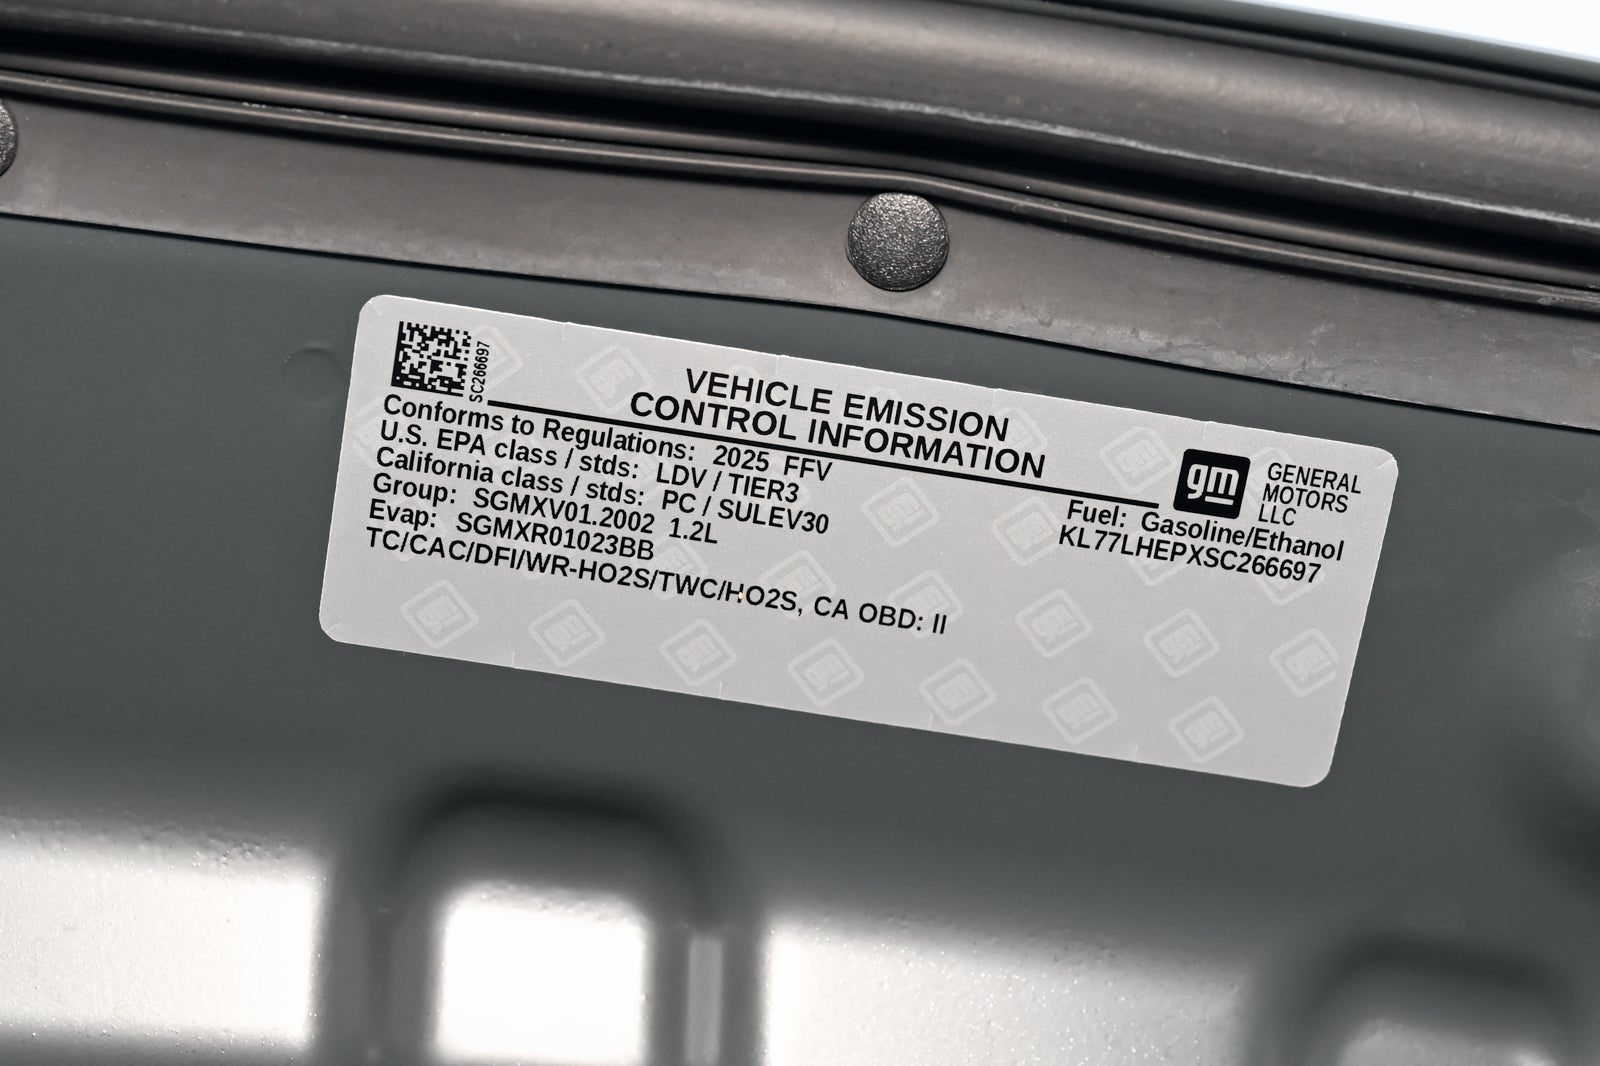 SC266697
VEHICLE EMISSION
CONTROL INFORMATION
gm
GENERAL
MOTORS
LLC
Conforms to Regulations: 2025 FFV
U.S. EPA class / stds: LDV / TIER3
California class / stds: PC / SULEV30
Group: SGMXV01.2002 1.2L
Evap: SGMXR01023BB
TC/CAC/DFI/WR-HO2S/TWC/HO2S, CA OBD: II
Fuel: Gasoline/Ethanol
KL77LHEPXSC266697